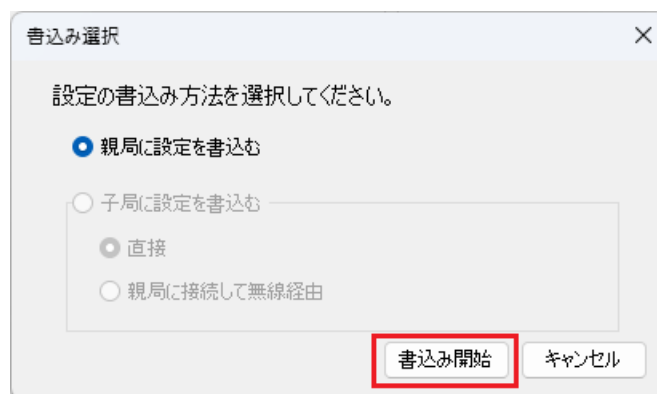 書込み選択
設定の書込み方法を選択してください。
親局に設定を書込む
子局に設定を書込む
直接
親局に接続して無線経由
書込み開始 キャンセル